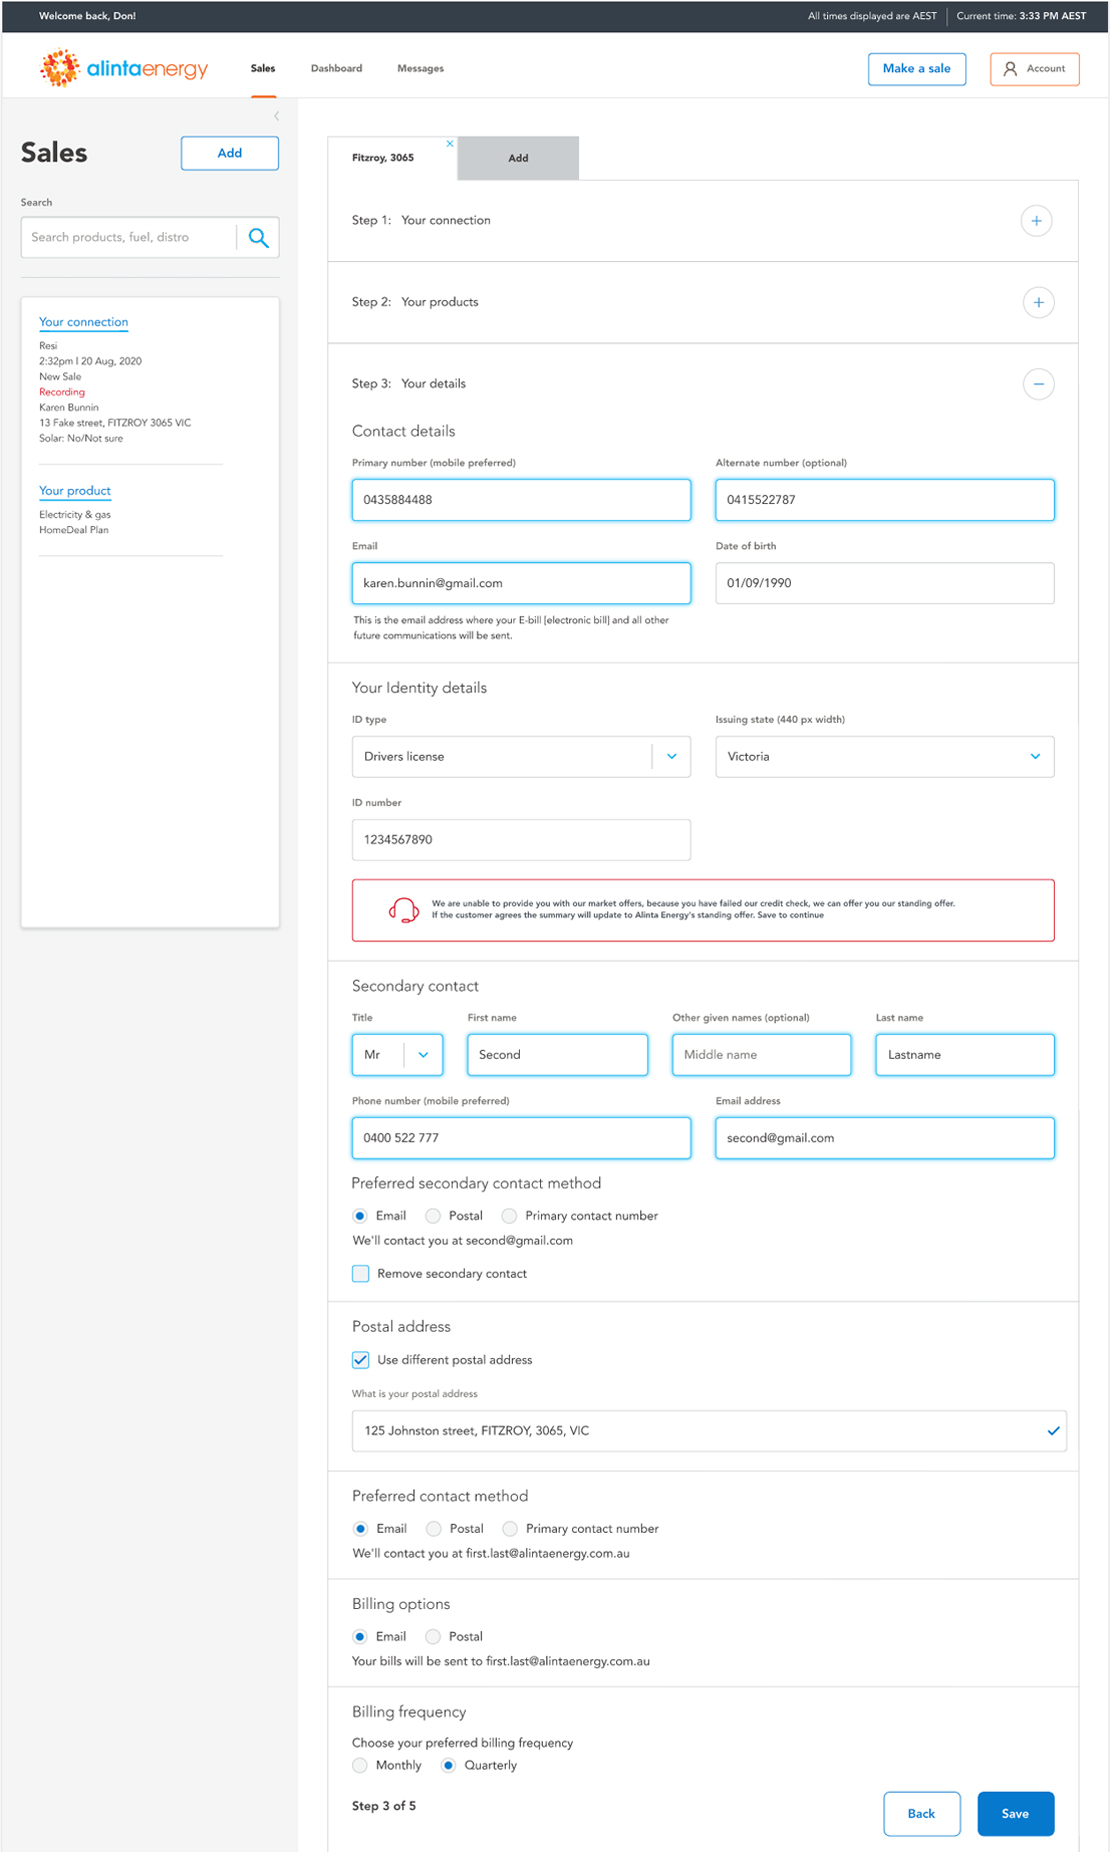 Welcome back, Don!
All times displayed are AEST
Current time: 3:33 PM AEST
alintaenergy
Sales
Dashboard
Messages
Make a sale
Account
Sales
Add
Search
Search products, fuel, distro
Your connection
Resi
2:32pm | 20 Aug, 2020
New Sale
Recording
Karen Bunnin
13 Fake street, FITZROY 3065 VIC
Solar: No/Not sure
Your product
Electricity & gas
HomeDeal Plan
Fitzroy, 3065
Add
Step 1: Your connection
Step 2: Your products
Step 3: Your details
Contact details
Primary number (mobile preferred)
Alternate number (optional)
0435884488
0415522787
Email
Date of birth
karen.bunnin@gmail.com
01/09/1990
This is the email address where your E-bill [electronic bill] and all other
future communications will be sent.
Your Identity details
ID type
Issuing state (440 px width)
Drivers license
Victoria
ID number
1234567890
We are unable to provide you with our market offers, because you have failed our credit check, we can offer you our standing offer.
If the customer agrees the summary will update to Alinta Energy's standing offer. Save to continue
Secondary contact
Title
First name
Other given names (optional)
Last name
Mr
Second
Middle name
Lastname
Phone number (mobile preferred)
Email address
0400 522 777
second@gmail.com
Preferred secondary contact method
Email
Postal
Primary contact number
We'll contact you at second@gmail.com
Remove secondary contact
Postal address
Use different postal address
What is your postal address
125 Johnston street, FITZROY, 3065, VIC
Preferred contact method
Email
Postal
Primary contact number
We'll contact you at first.last@alintaenergy.com.au
Billing options
Email
Postal
Your bills will be sent to first.last@alintaenergy.com.au
Billing frequency
Choose your preferred billing frequency
Monthly
Quarterly
Step 3 of 5
Back
Save